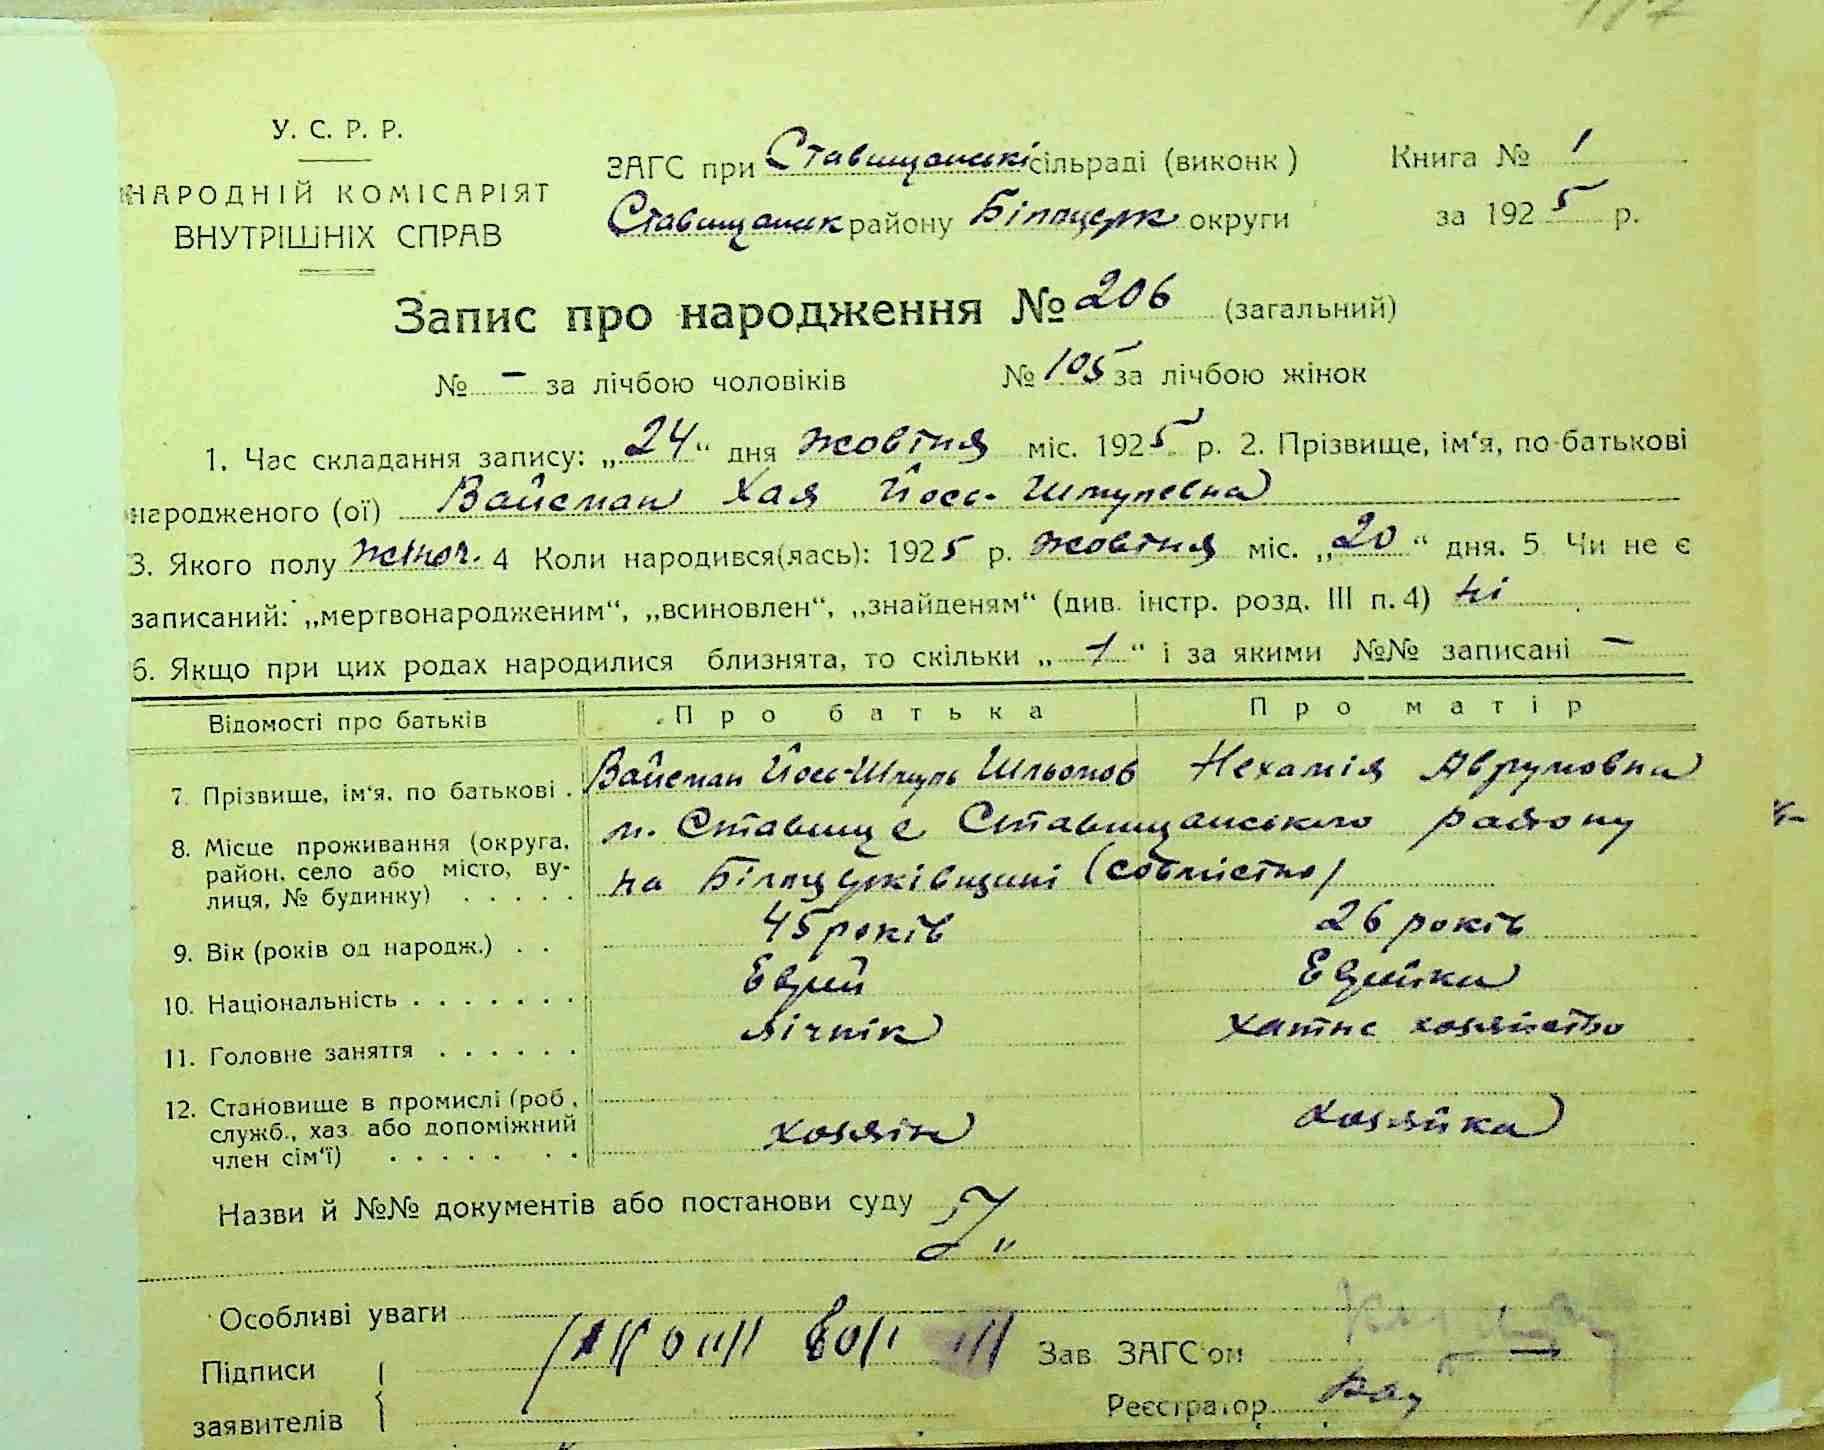 117
У. С. Р. Р.
НАРОДНІЙ КОМІСАРІЯТ
ВНУТРІШНІХ СПРАВ
ЗАГС при Ставищанські сільраді (виконк) Книга № 1
Ставищанськ району Білоцерк округи за 1925 р.
Запис про народження № 206 (загальний)
№ – за лічбою чоловіків № 105 за лічбою жінок
1. Час складання запису: „24“ дня жовтня міс. 1925 р. 2. Прізвище, ім‘я, по-батькові
народженого (ої) Вайсман Хая Йось-Шмулевна
3. Якого полу жіноч. 4 Коли народився(лась): 1925 р. жовтня міс. „20“ дня. 5 Чи не є
записаний: „мертвонародженим“, „всиновлен“, „знайденям“ (див. інстр. розд. III п. 4) ні
6. Якщо при цих родах народилися близнята, то скільки „1“ і за якими №№ записані –
Відомості про батьків Про батька Про матір
7. Прізвище, ім‘я, по батькові . Вайсман Йось-Шмуль Шльомов Нехамія Аврумовна
8. Місце проживання (округа, м. Ставище Ставищанського району
район, село або місто, ву-
лиця, № будинку) . . . . . на Білоцерківщині (совмістно)
9. Вік (років од народж.) . . 45 років 26 років
10. Національність . . . . . . . Еврей Еврейка
11. Головне заняття . . . . . . хатне хозяйство
12. Становище в промислі (роб.,
служб., хаз. або допоміжний хозяїн хозяйка
член сім‘ї) . . . . . . .
Назви й №№ документів або постанови суду
Особливі уваги
Підписи Зав ЗАГС‘ом
заявителів Реєстратор